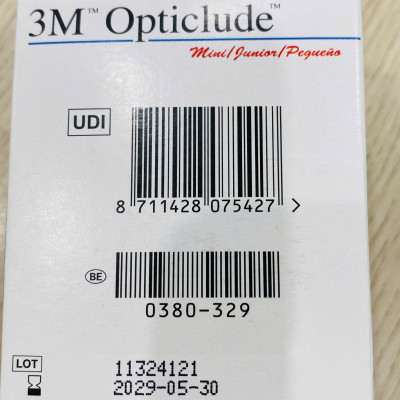 3M™ Opticlude™
Mini/Junior/Pequeño
UDI
8 711428 075427 >
BE
0380-329
LOT
11324121
2029-05-30